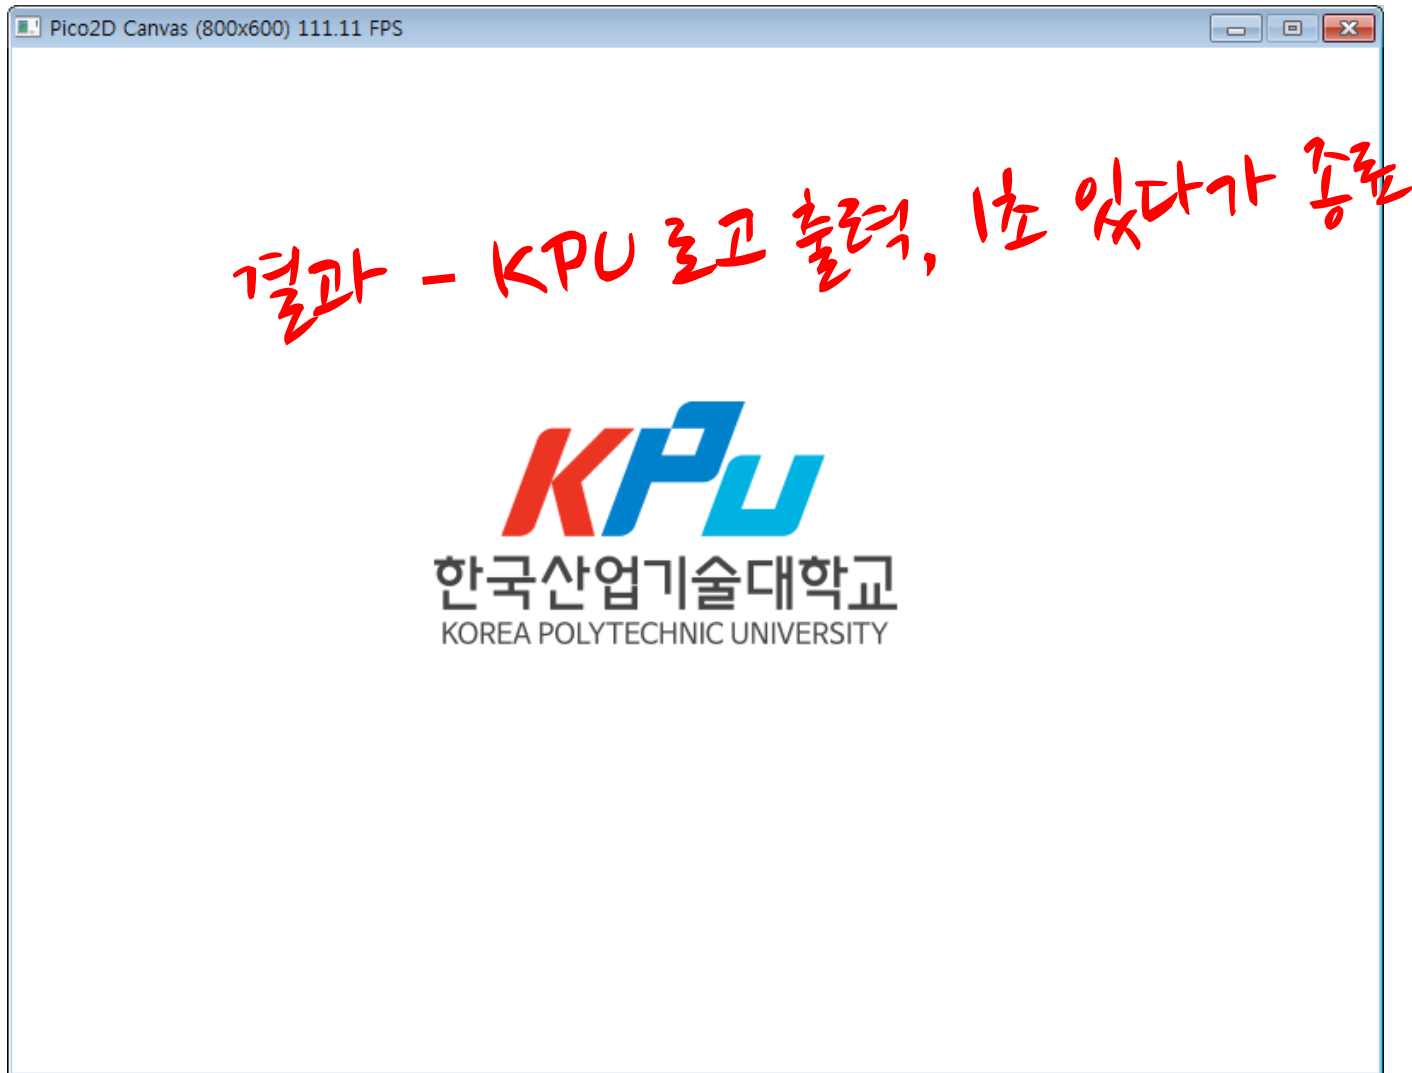 Pico2D Canvas (800x600) 111.11 FPS
결과 - KPU 로고 출력, 1초 있다가 종료
KPU
한국산업기술대학교
KOREA POLYTECHNIC UNIVERSITY